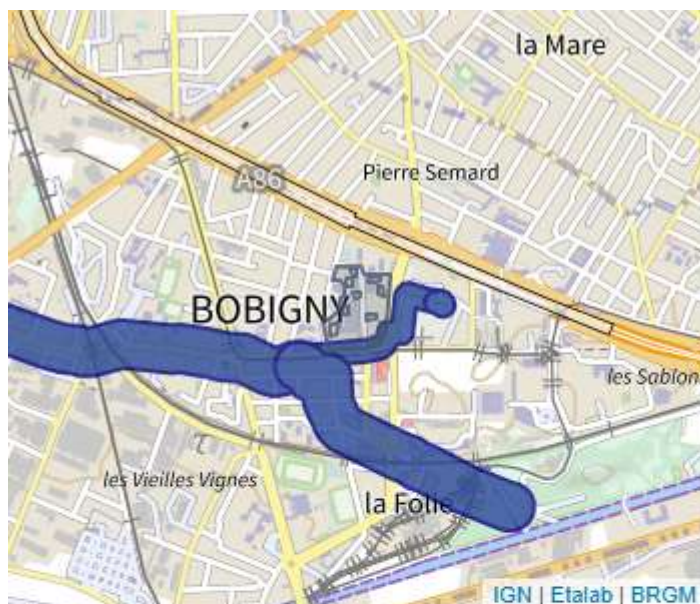 la Mare
Pierre Semard
A86
BOBIGNY
les Sablon
les Vieilles Vignes
la Folie
IGN | Etalab | BRGM